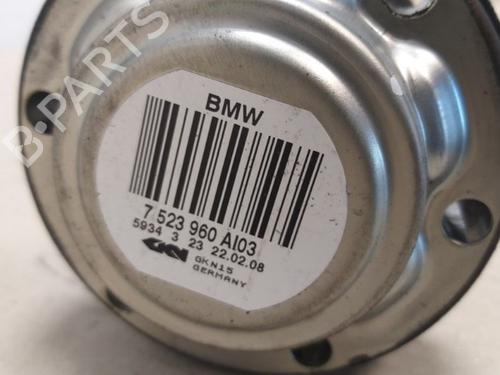 B-PARTS
BMW
7 523 960 AI03
5934 3 23 22.02.08
GKN
GKN15
GERMANY